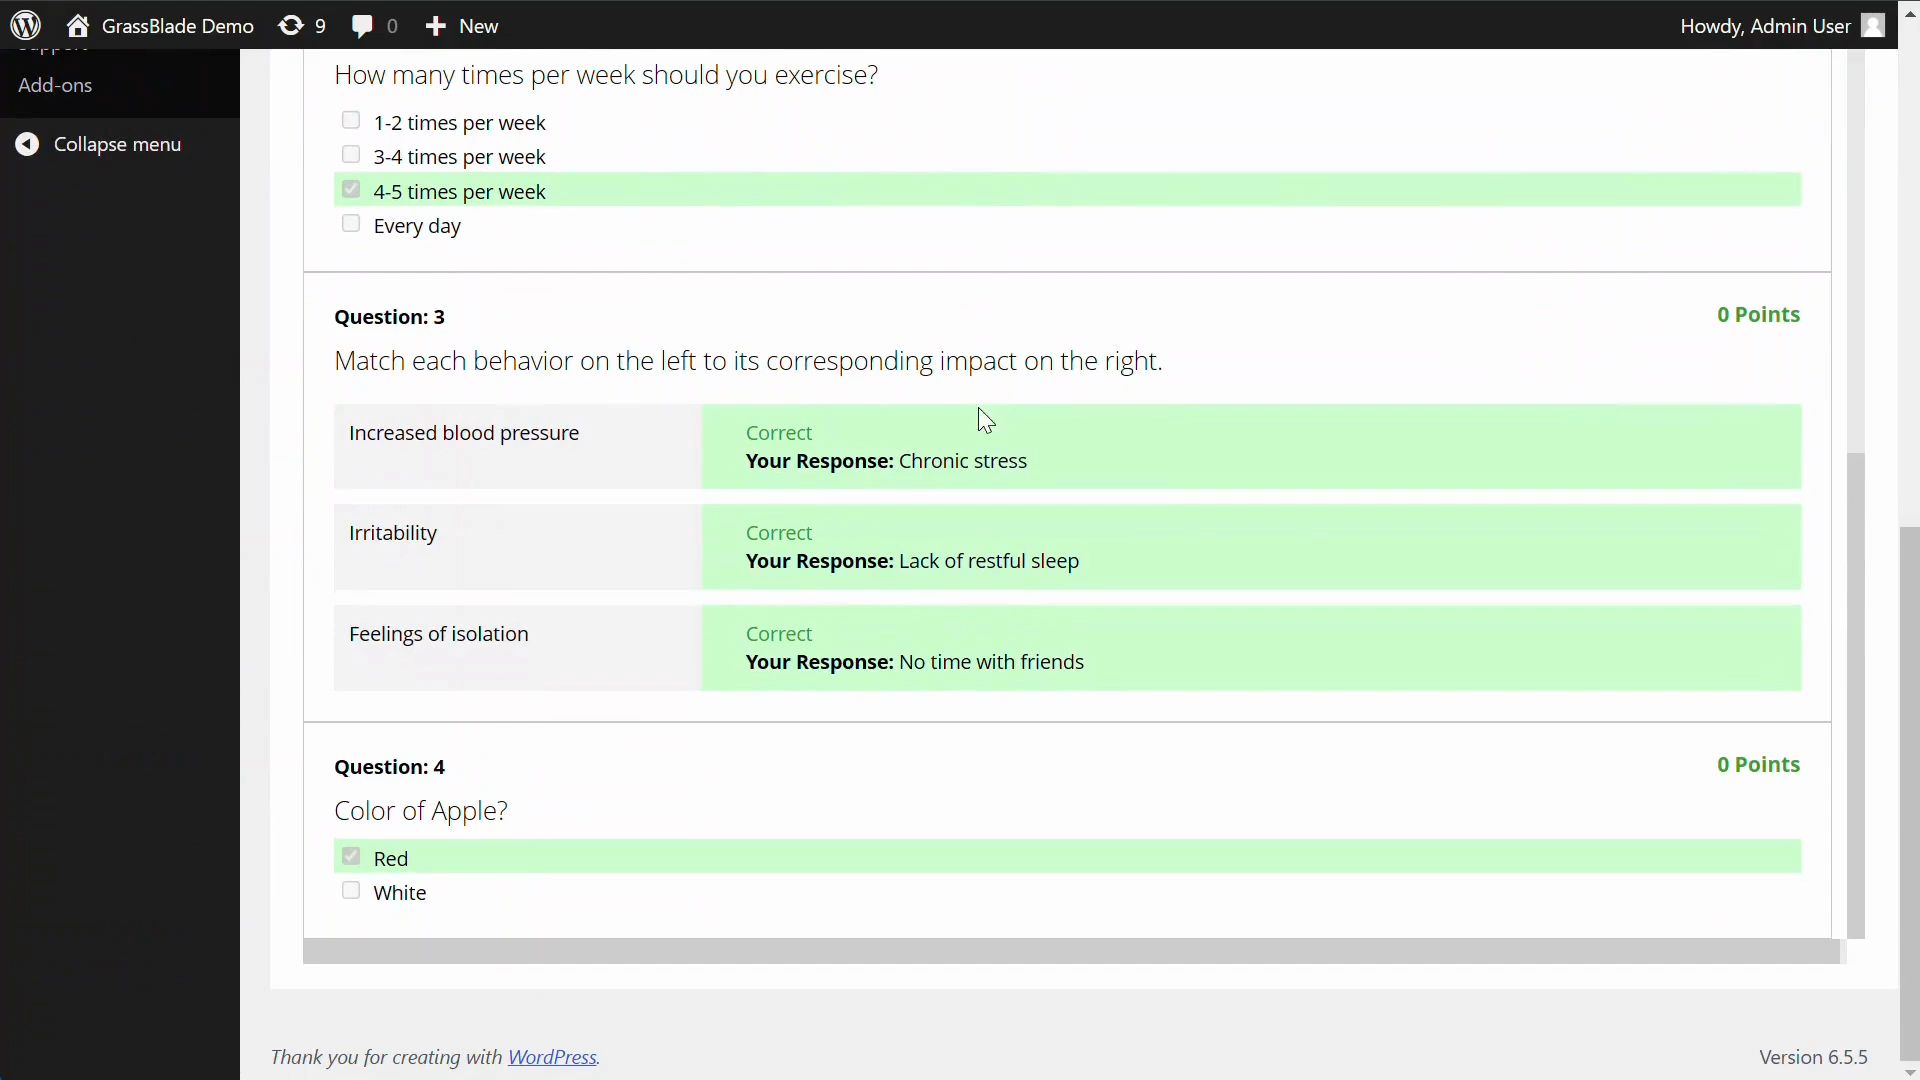 GrassBlade Demo 9 0 New Howdy, Admin User
Support
Add-ons
Collapse menu
How many times per week should you exercise?
1-2 times per week
3-4 times per week
4-5 times per week
Every day
Question: 3 0 Points
Match each behavior on the left to its corresponding impact on the right.
Increased blood pressure Correct
Your Response: Chronic stress
Irritability Correct
Your Response: Lack of restful sleep
Feelings of isolation Correct
Your Response: No time with friends
Question: 4 0 Points
Color of Apple?
Red
White
Thank you for creating with WordPress. Version 6.5.5